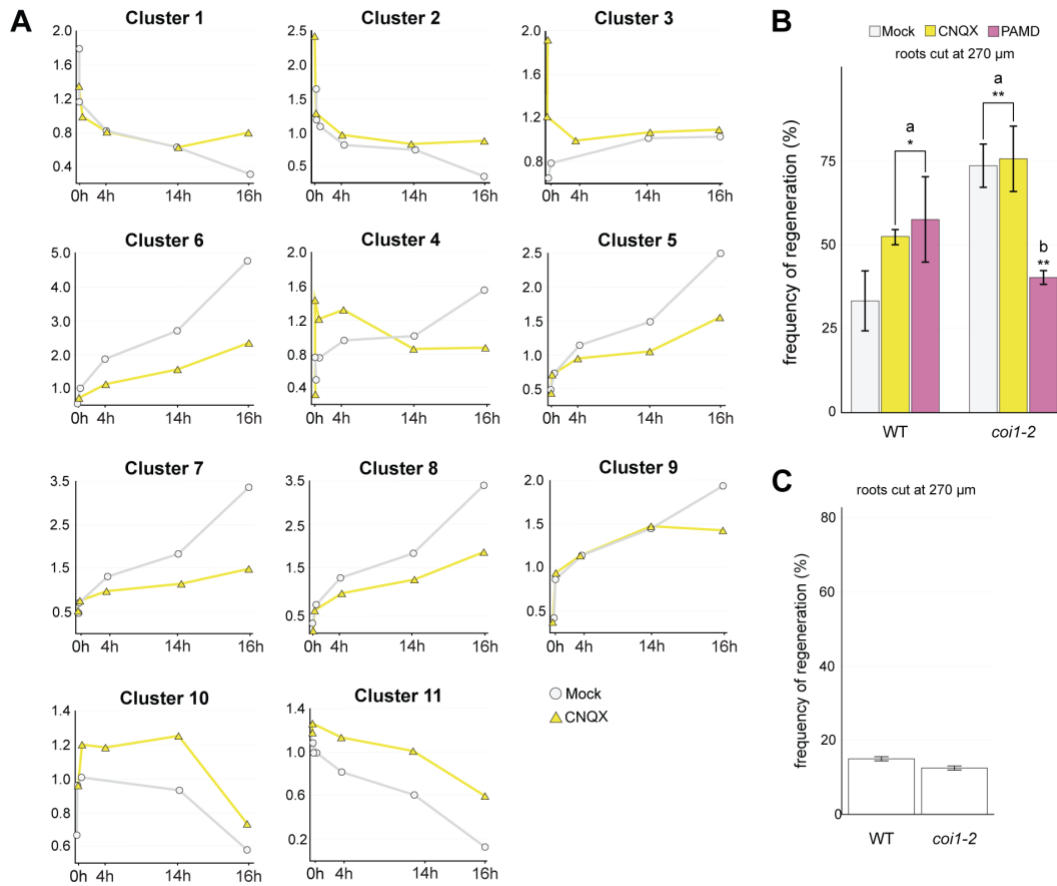 A
Cluster 1
2.0
1.6
1.2
0.8
0.4
0h 4h 14h 16h
Cluster 2
2.5
2.0
1.5
1.0
0.5
0h 4h 14h 16h
Cluster 3
2.0
1.6
1.2
0.8
0h 4h 14h 16h
Cluster 6
5.0
4.0
3.0
2.0
1.0
0h 4h 14h 16h
Cluster 4
2.0
1.6
1.2
0.8
0.4
0h 4h 14h 16h
Cluster 5
2.5
2.0
1.5
1.0
0.5
0h 4h 14h 16h
Cluster 7
3.5
2.5
1.5
0.5
0h 4h 14h 16h
Cluster 8
3.5
2.5
1.5
0.5
0h 4h 14h 16h
Cluster 9
2.0
1.5
1.0
0.5
0h 4h 14h 16h
Cluster 10
1.4
1.2
1.0
0.8
0.6
0h 4h 14h 16h
Cluster 11
1.4
1.0
0.6
0.2
0h 4h 14h 16h
Mock
CNQX
B
Mock CNQX PAMD
roots cut at 270 µm
frequency of regeneration (%)
75
50
25
0
a
*
a
**
b
**
WT coi1-2
C
roots cut at 270 µm
frequency of regeneration (%)
80
60
40
20
0
WT coi1-2